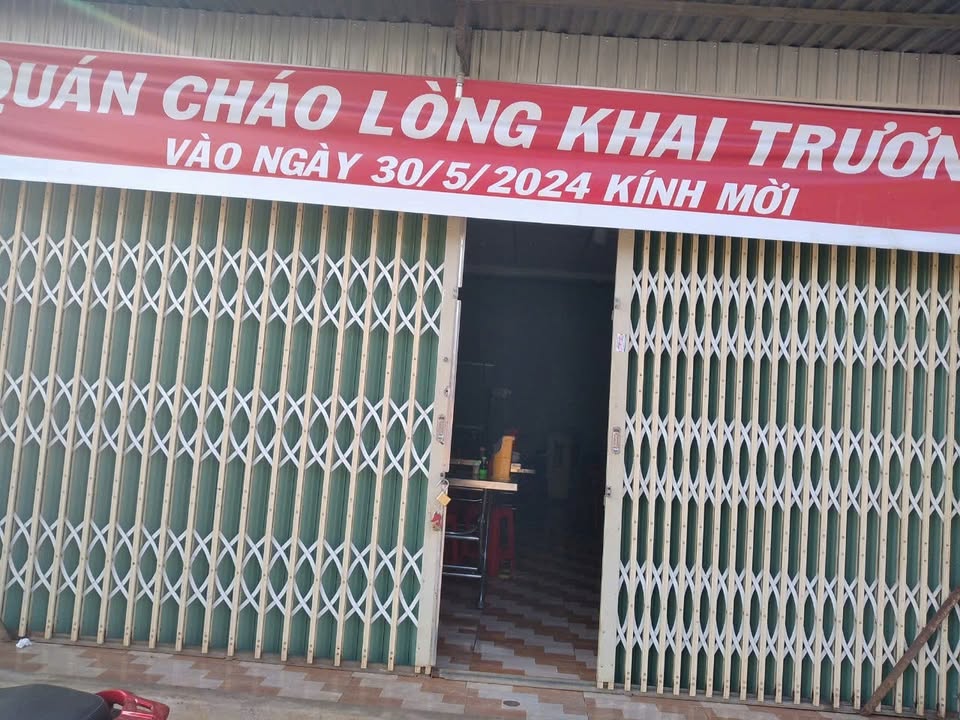 QUÁN CHÁO LÒNG KHAI TRƯƠN
VÀO NGÀY 30/5/2024 KÍNH MỜI